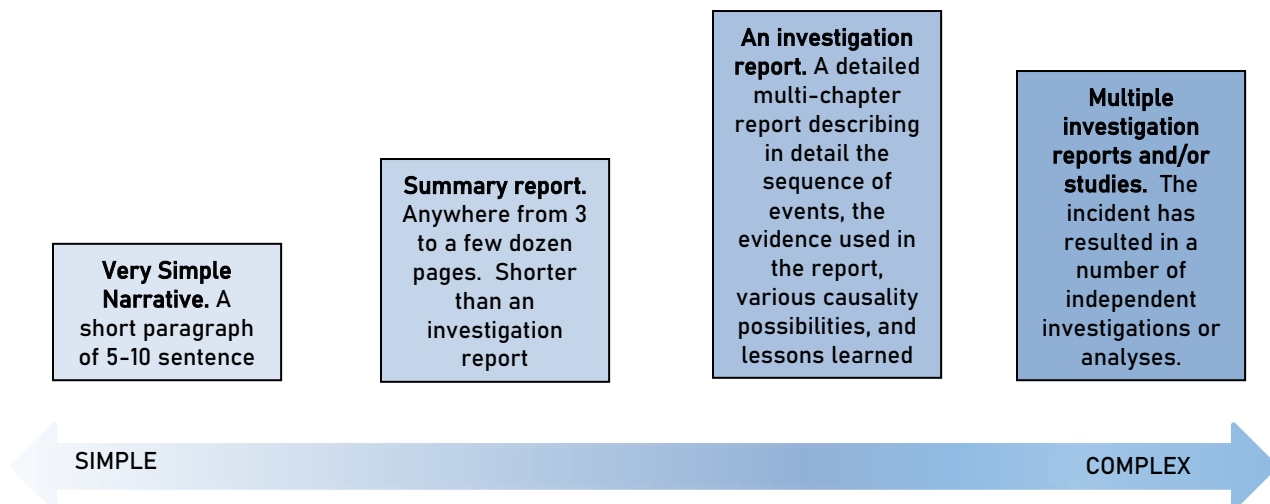 Very Simple
Narrative. A
short paragraph
of 5-10 sentence
Summary report.
Anywhere from 3
to a few dozen
pages.  Shorter
than an
investigation
report
An investigation
report. A detailed
multi-chapter
report describing
in detail the
sequence of
events, the
evidence used in
the report,
various causality
possibilities, and
lessons learned
Multiple
investigation
reports and/or
studies.  The
incident has
resulted in a
number of
independent
investigations or
analyses.
SIMPLE
COMPLEX